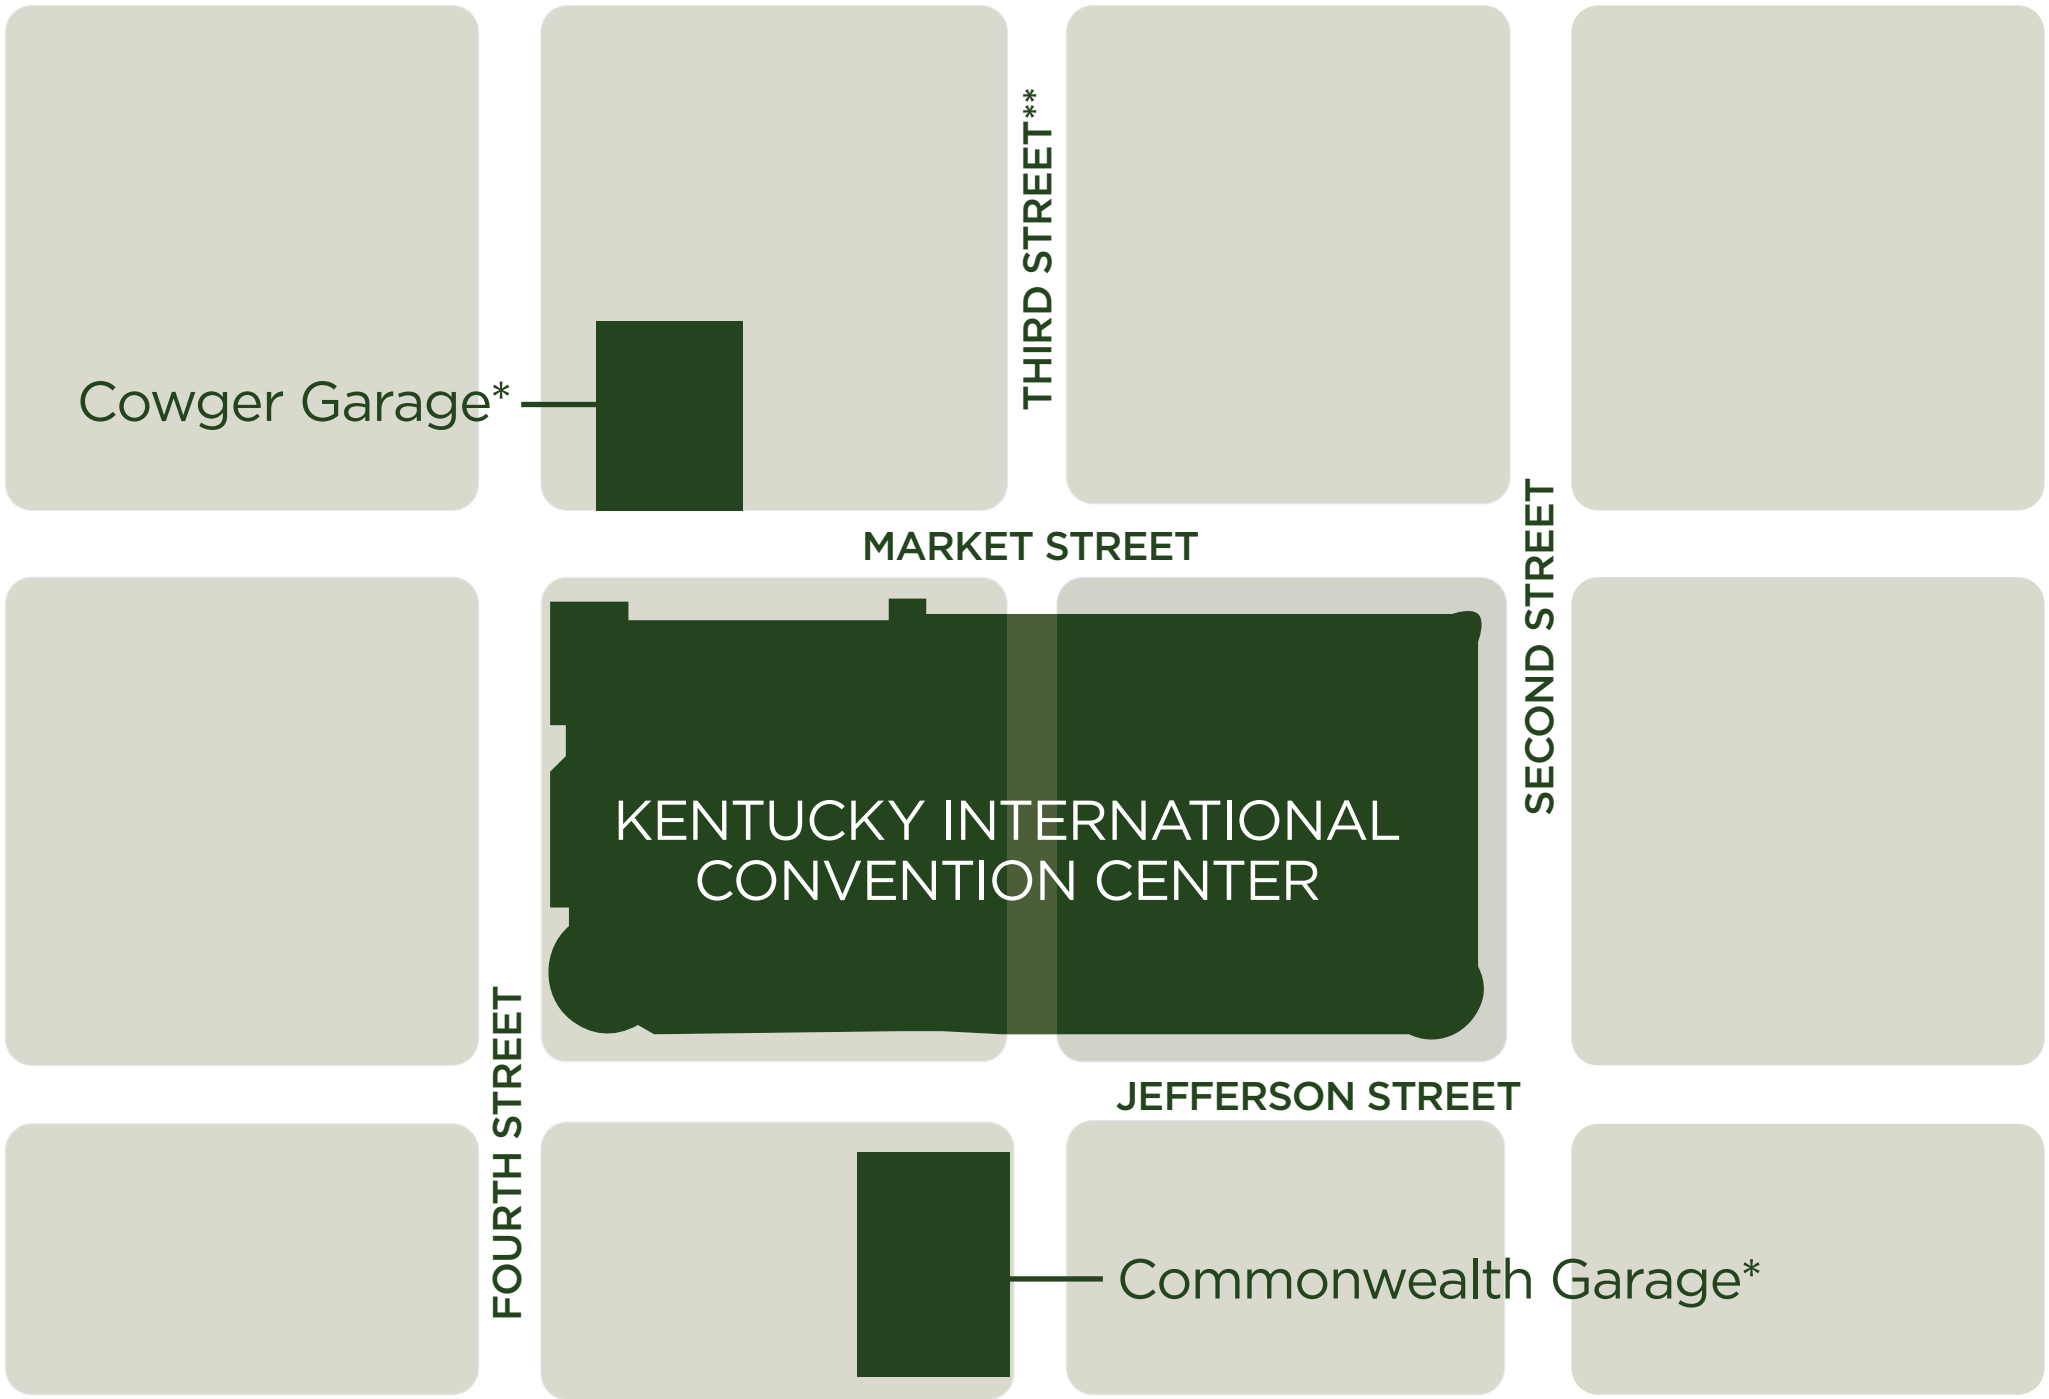 THIRD STREET**
Cowger Garage*
MARKET STREET
SECOND STREET
KENTUCKY INTERNATIONAL
CONVENTION CENTER
FOURTH STREET
JEFFERSON STREET
Commonwealth Garage*